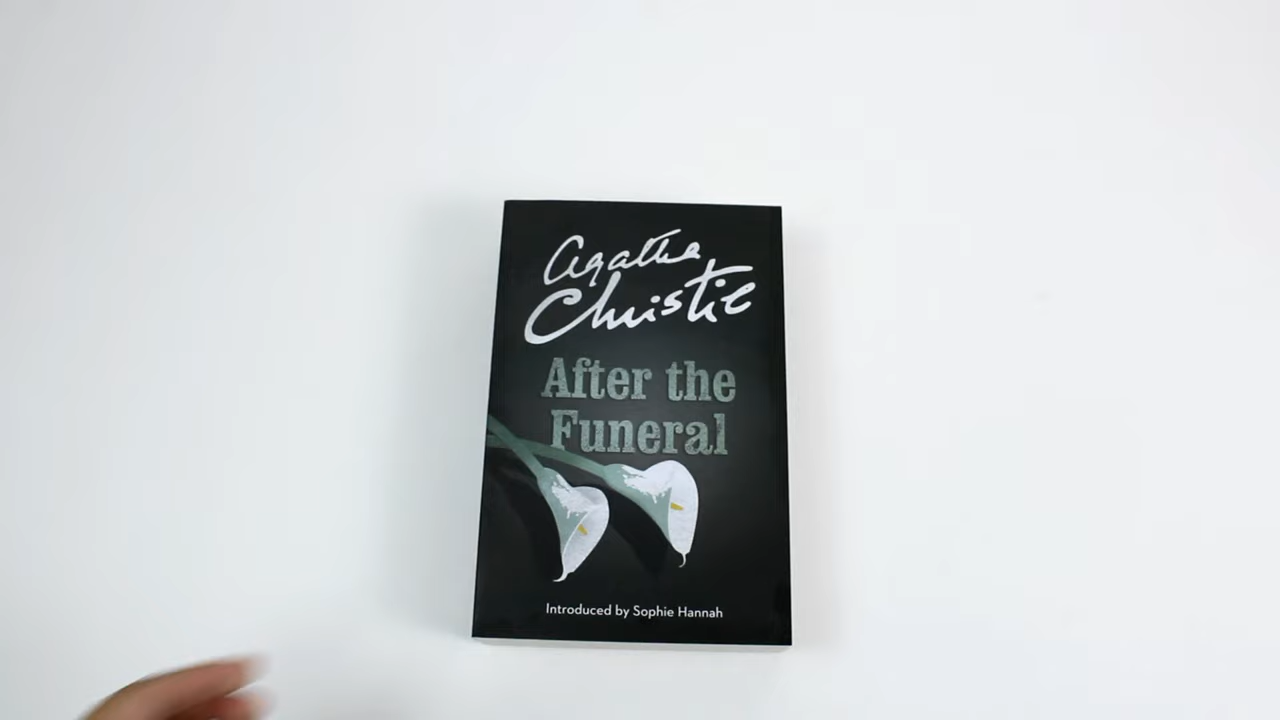 Agatha
Christie
After the
Funeral
Introduced by Sophie Hannah